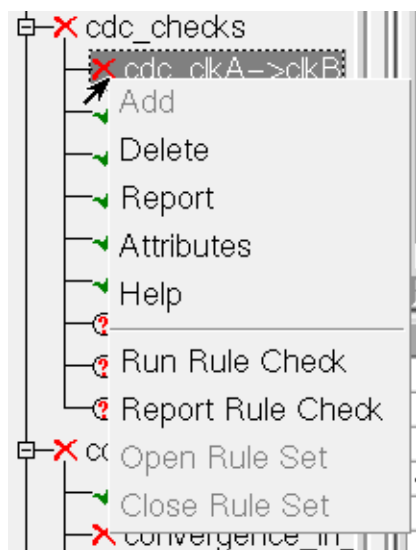 cdc_checks
cdc_clkA->clkB
Add
Delete
Report
Attributes
Help
Run Rule Check
Report Rule Check
Open Rule Set
Close Rule Set
convergence_in_